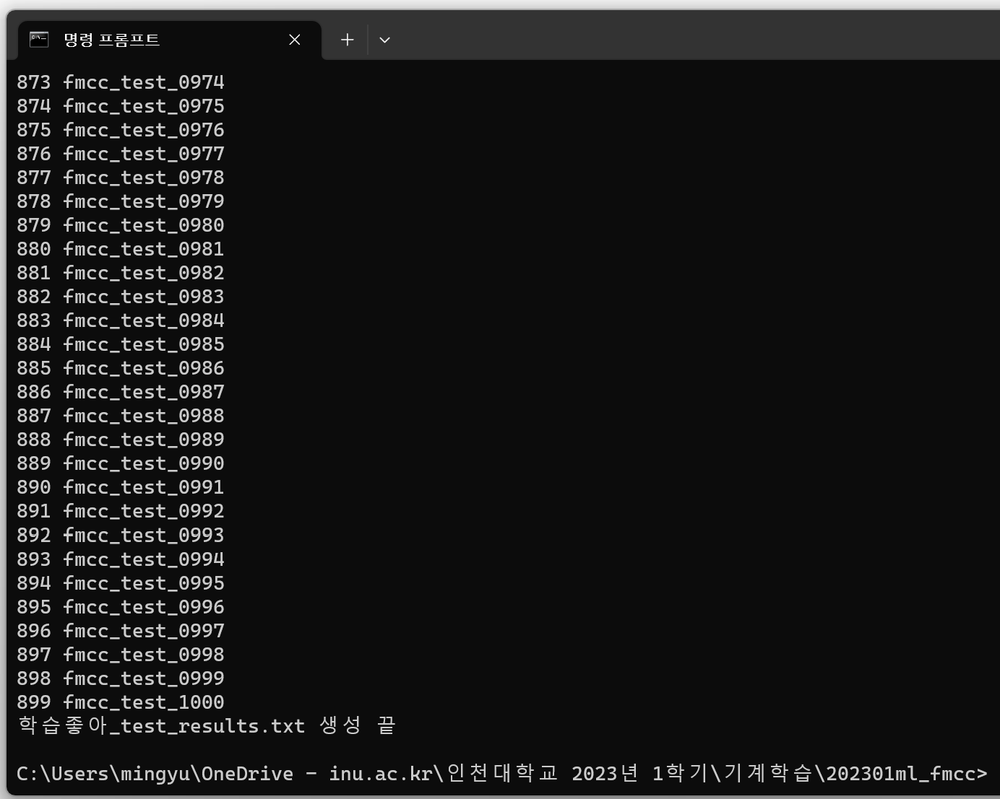 명령 프롬프트
873 fmcc_test_0974
874 fmcc_test_0975
875 fmcc_test_0976
876 fmcc_test_0977
877 fmcc_test_0978
878 fmcc_test_0979
879 fmcc_test_0980
880 fmcc_test_0981
881 fmcc_test_0982
882 fmcc_test_0983
883 fmcc_test_0984
884 fmcc_test_0985
885 fmcc_test_0986
886 fmcc_test_0987
887 fmcc_test_0988
888 fmcc_test_0989
889 fmcc_test_0990
890 fmcc_test_0991
891 fmcc_test_0992
892 fmcc_test_0993
893 fmcc_test_0994
894 fmcc_test_0995
895 fmcc_test_0996
896 fmcc_test_0997
897 fmcc_test_0998
898 fmcc_test_0999
899 fmcc_test_1000
학습좋아_test_results.txt 생성 끝
C:\Users\mingyu\OneDrive - inu.ac.kr\인천대학교 2023년 1학기\기계학습\202301ml_fmcc>